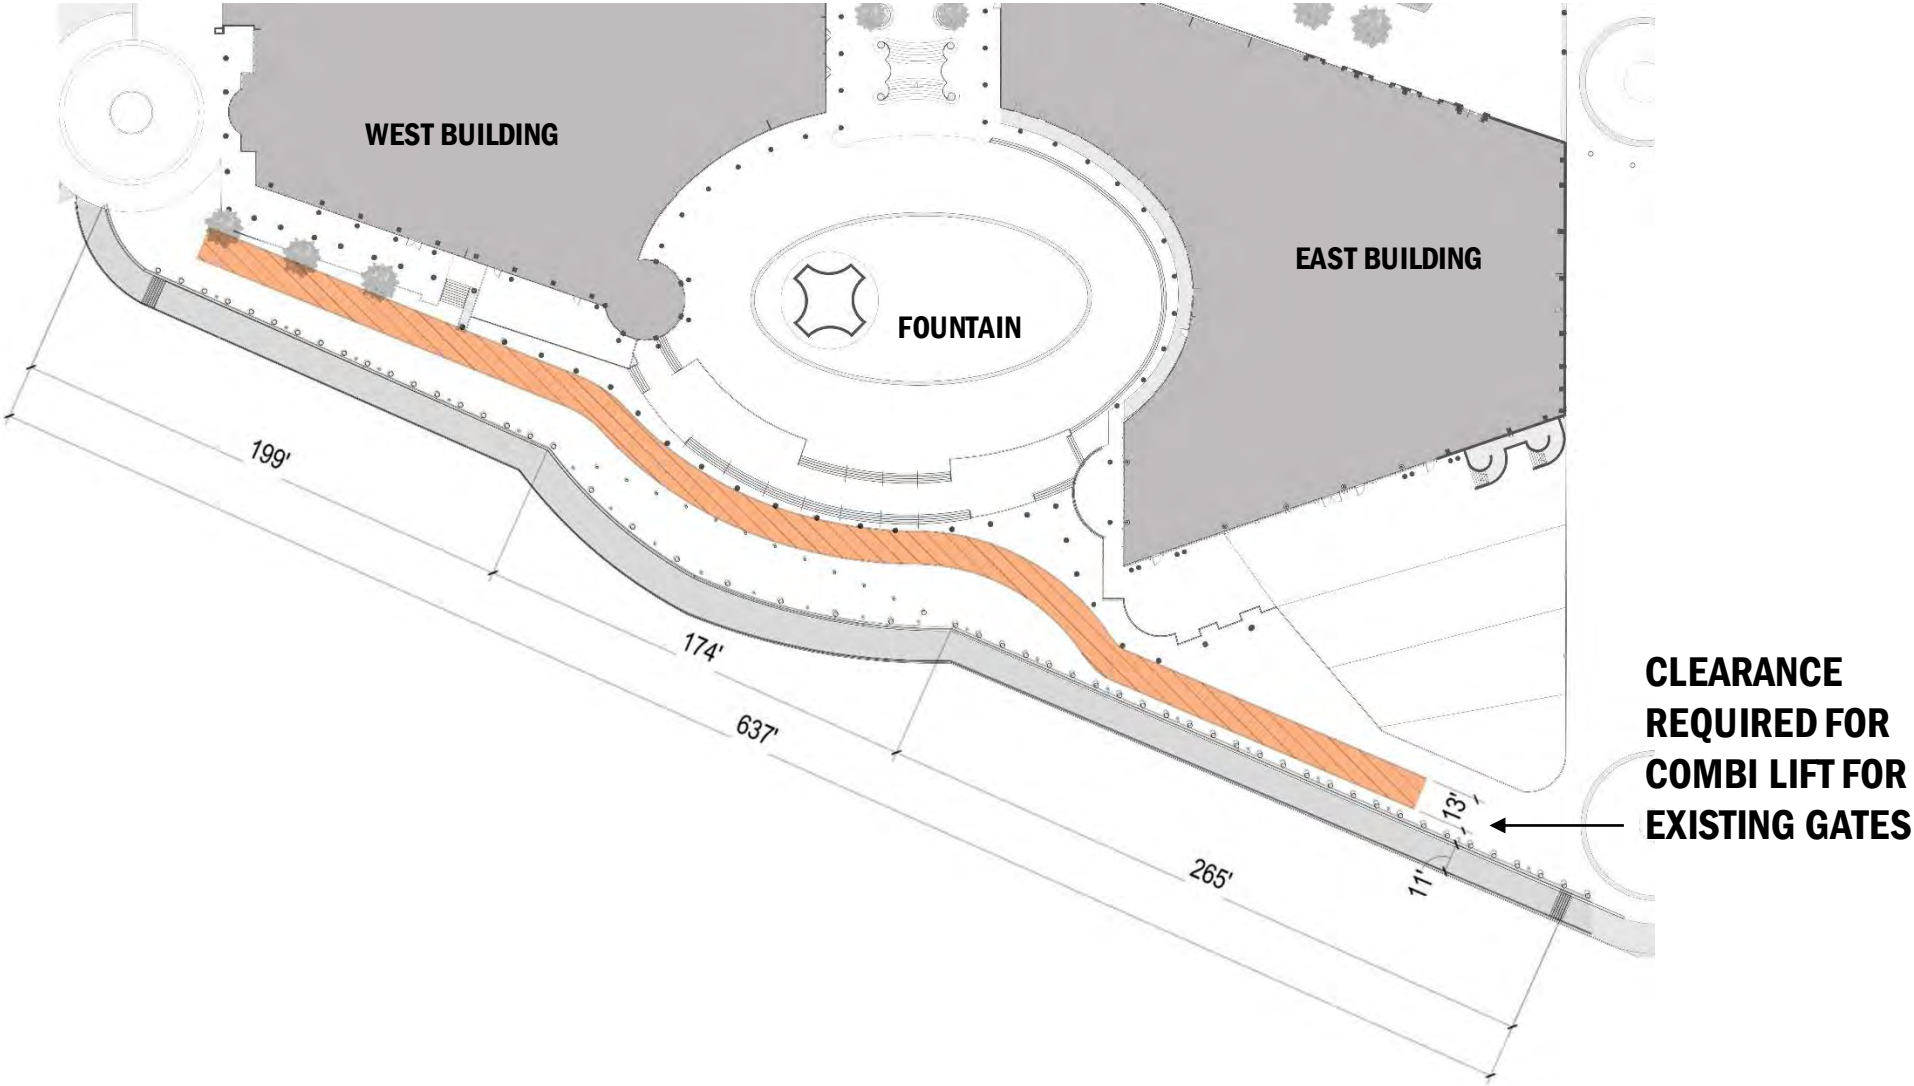 WEST BUILDING
EAST BUILDING
FOUNTAIN
199'
174'
637'
265'
13'
11'
CLEARANCE
REQUIRED FOR
COMBI LIFT FOR
EXISTING GATES